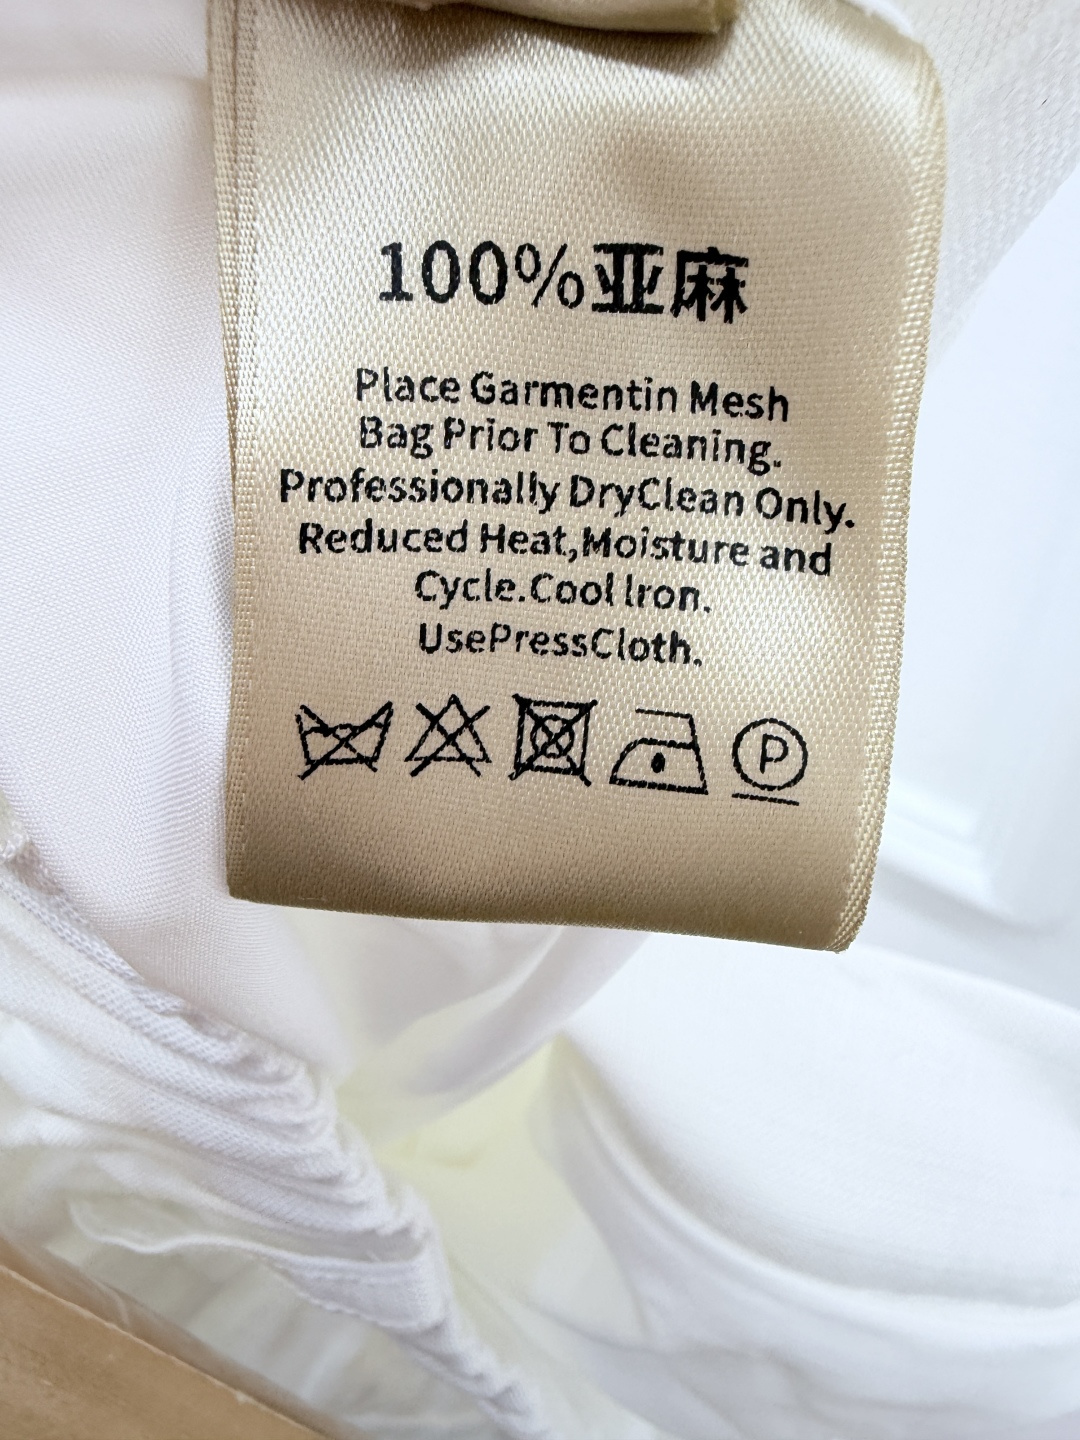 100%亚麻
Place Garmentin Mesh
Bag Prior To Cleaning.
Professionally DryClean Only.
Reduced Heat,Moisture and
Cycle.Cool lron.
UsePressCloth.
P